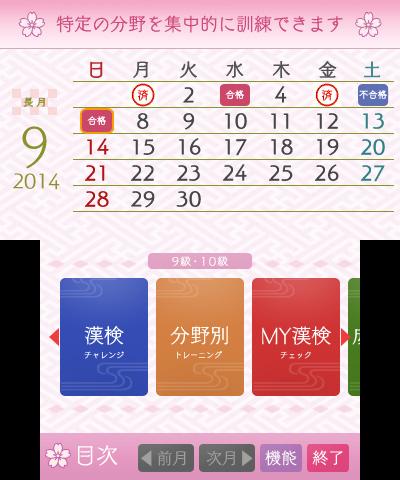 特定の分野を集中的に訓練できます
日 月 火 水 木 金 土
済 2 合格 4 済 不合格
長月
合格 8 9 10 11 12 13
9
14 15 16 17 18 19 20
2014
21 22 23 24 25 26 27
28 29 30
9級・10級
漢検
チャレンジ
分野別
トレーニング
MY漢検
チェック
目次
前月
次月
機能
終了